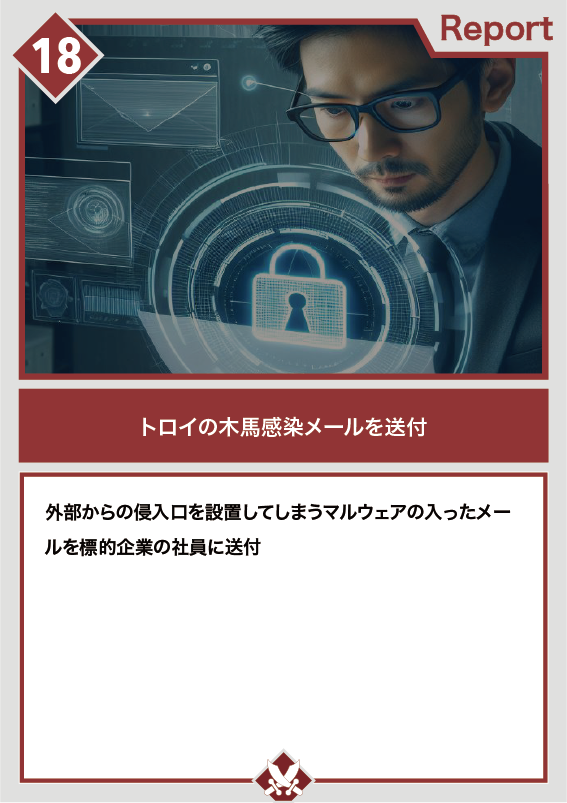 18
Report
トロイの木馬感染メールを送付
外部からの侵入口を設置してしまうマルウェアの入ったメー
ルを標的企業の社員に送付